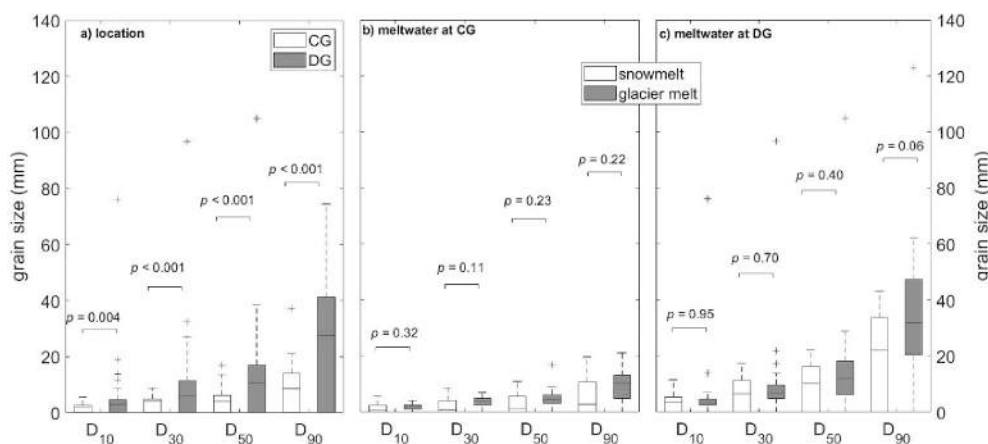 a) location
CG
DG
140
120
100
80
60
40
20
0
grain size (mm)
p = 0.004
p < 0.001
p < 0.001
p < 0.001
D10
D30
D50
D90
b) meltwater at CG
snowmelt
glacier melt
p = 0.32
p = 0.11
p = 0.23
p = 0.22
D10
D30
D50
D90
c) meltwater at DG
p = 0.95
p = 0.70
p = 0.40
p = 0.06
D10
D30
D50
D90
140
120
100
80
60
40
20
0
grain size (mm)